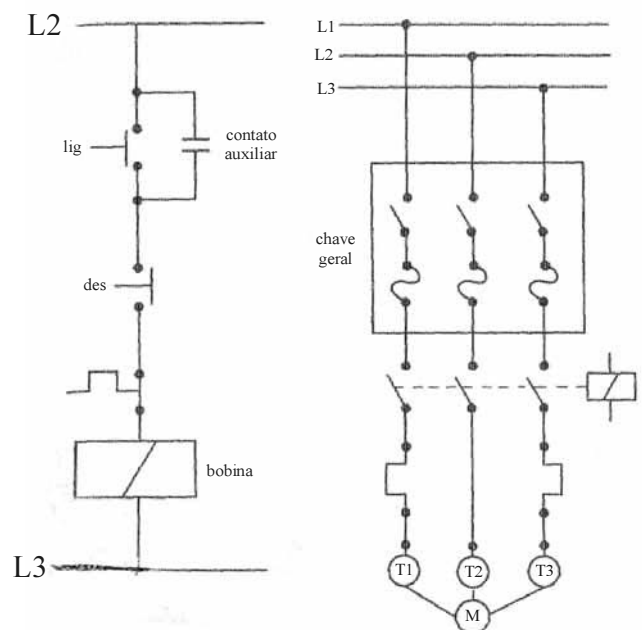 L2
lig
contato
auxiliar
des
bobina
L3
L1
L2
L3
chave
geral
T1
T2
T3
M